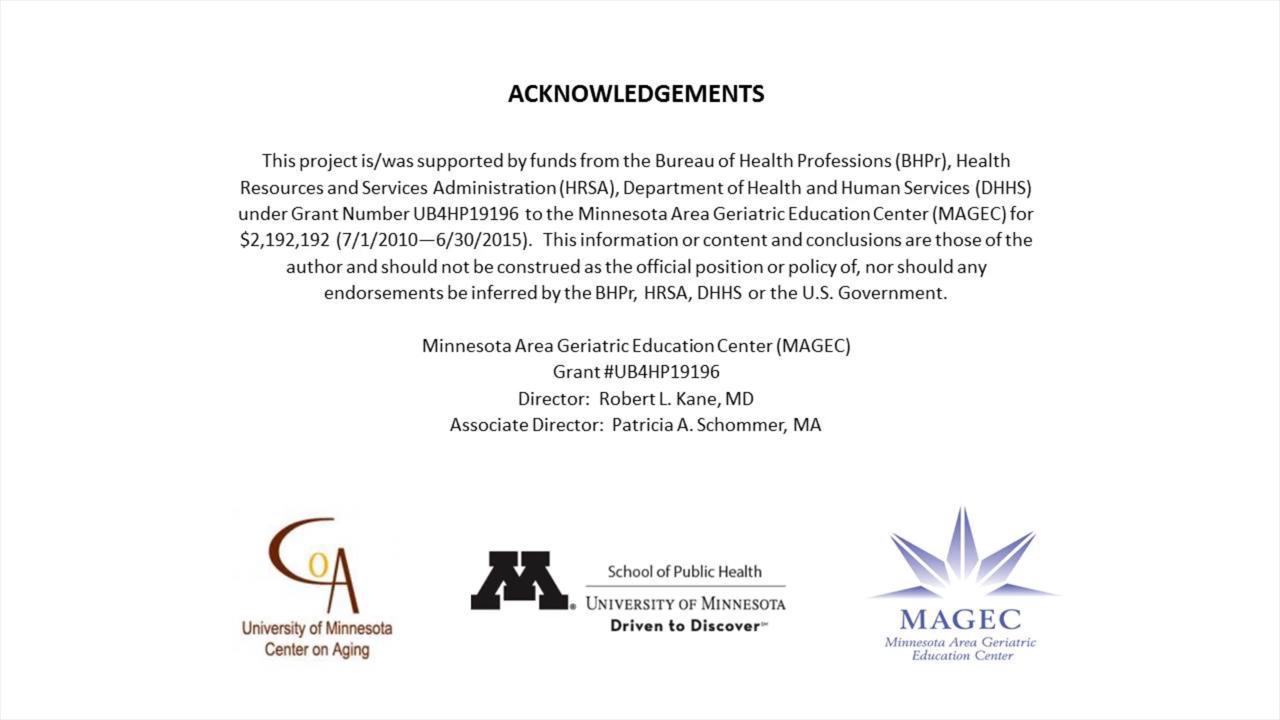 ACKNOWLEDGEMENTS
This project is/was supported by funds from the Bureau of Health Professions (BHPr), Health
Resources and Services Administration (HRSA), Department of Health and Human Services (DHHS)
under Grant Number UB4HP19196 to the Minnesota Area Geriatric Education Center (MAGEC) for
$2,192,192 (7/1/2010—6/30/2015).  This information or content and conclusions are those of the
author and should not be construed as the official position or policy of, nor should any
endorsements be inferred by the BHPr, HRSA, DHHS or the U.S. Government.
Minnesota Area Geriatric Education Center (MAGEC)
Grant #UB4HP19196
Director:  Robert L. Kane, MD
Associate Director:  Patricia A. Schommer, MA
CoA
University of Minnesota
Center on Aging
M®
School of Public Health
UNIVERSITY OF MINNESOTA
Driven to Discover℠
MAGEC
Minnesota Area Geriatric
Education Center